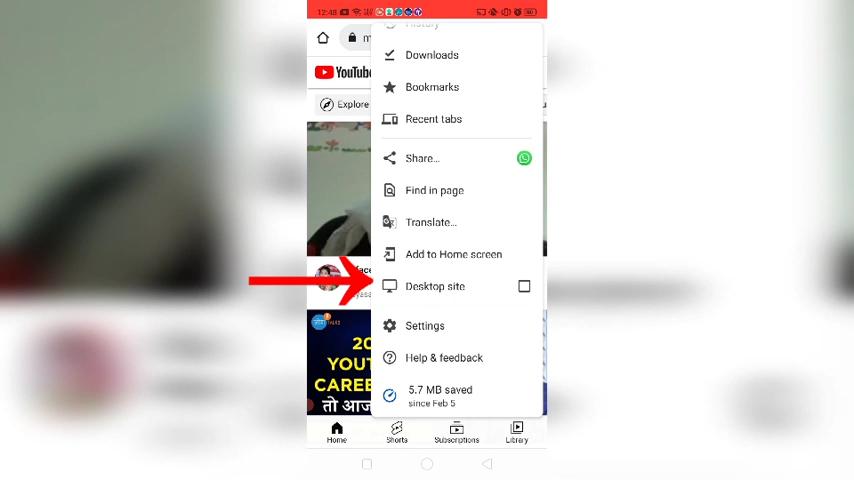 12:48
History
m
Downloads
YouTube
Bookmarks
Explore
Recent tabs
Share...
Find in page
Translate...
Add to Home screen
Desktop site
Settings
20
YOUT
CAREE
तो आज
Help & feedback
5.7 MB saved
since Feb 5
Home
Shorts
Subscriptions
Library